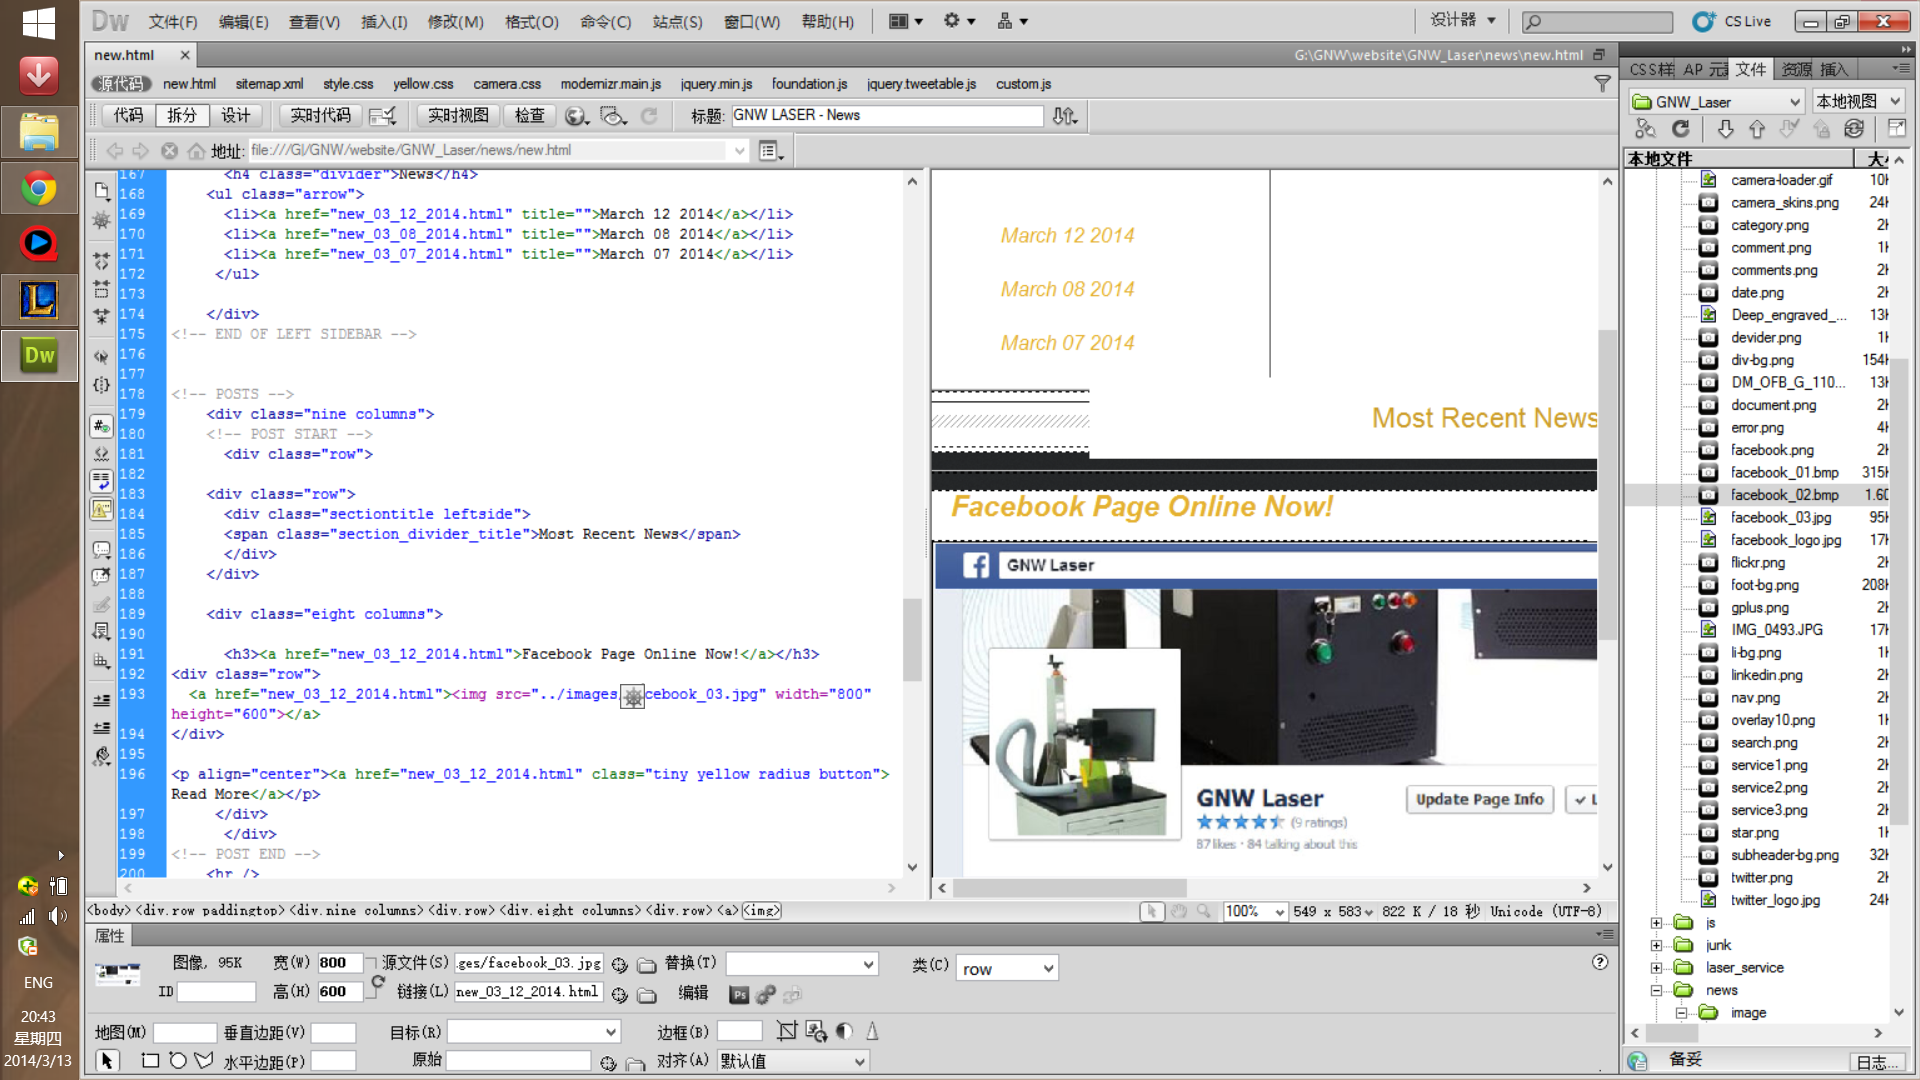 Dw 文件(F) 编辑(E) 查看(V) 插入(I) 修改(M) 格式(O) 命令(C) 站点(S) 窗口(W) 帮助(H) 设计器 CS Live
new.html G:\GNW\website\GNW_Laser\news\new.html
源代码 new.html sitemap.xml style.css yellow.css camera.css modernizr.main.js jquery.min.js foundation.js jquery.tweetable.js custom.js
代码 拆分 设计 实时代码 实时视图 检查 标题: GNW LASER - News
地址: file:///G|/GNW/website/GNW_Laser/news/new.html
167 <h4 class="divider">News</h4>
168 <ul class="arrow">
169 <li><a href="new_03_12_2014.html" title="">March 12 2014</a></li>
170 <li><a href="new_03_08_2014.html" title="">March 08 2014</a></li>
171 <li><a href="new_03_07_2014.html" title="">March 07 2014</a></li>
172 </ul>
173
174 </div>
175 <!-- END OF LEFT SIDEBAR -->
176
177
178 <!-- POSTS -->
179 <div class="nine columns">
180 <!-- POST START -->
181 <div class="row">
182
183 <div class="row">
184 <div class="sectiontitle leftside">
185 <span class="section_divider_title">Most Recent News</span>
186 </div>
187 </div>
188
189 <div class="eight columns">
190
191 <h3><a href="new_03_12_2014.html">Facebook Page Online Now!</a></h3>
192 <div class="row">
193 <a href="new_03_12_2014.html"><img src="../images cebook_03.jpg" width="800"
height="600"></a>
194 </div>
195
196 <p align="center"><a href="new_03_12_2014.html" class="tiny yellow radius button">
Read More</a></p>
197 </div>
198 </div>
199 <!-- POST END -->
200 <hr />
March 12 2014
March 08 2014
March 07 2014
Most Recent News
Facebook Page Online Now!
GNW Laser
GNW Laser
Update Page Info
(9 ratings)
87 likes · 84 talking about this
<body> <div.row paddingtop> <div.nine columns> <div.row> <div.eight columns> <div.row> <a> <img>
100% 549 x 583 822 K / 18 秒 Unicode (UTF-8)
属性
图像, 95K 宽(W) 800 源文件(S) .ges/facebook_03.jpg 替换(T) 类(C) row
ID 高(H) 600 链接(L) new_03_12_2014.html 编辑 Ps
地图(M) 垂直边距(V) 目标(R) 边框(B)
水平边距(P) 原始 对齐(A) 默认值
CSS样 AP 元 文件 资源 插入
GNW_Laser 本地视图
本地文件 大
camera-loader.gif 10
camera_skins.png 24
category.png 2
comment.png 1
comments.png 2
date.png 2
Deep_engraved_... 13
devider.png 1
div-bg.png 154
DM_OFB_G_110... 13
document.png 2
error.png 4
facebook.png 2
facebook_01.bmp 315
facebook_02.bmp 1.60
facebook_03.jpg 95
facebook_logo.jpg 17
flickr.png 2
foot-bg.png 208
gplus.png 2
IMG_0493.JPG 17
li-bg.png 2
linkedin.png 2
nav.png 2
overlay10.png 1
search.png 2
service1.png 2
service2.png 2
service3.png 2
star.png 1
subheader-bg.png 32
twitter.png 2
twitter_logo.jpg 24
js
junk
laser_service
news
image
备妥 日志...
L
Dw
ENG
20:43
星期四
2014/3/13